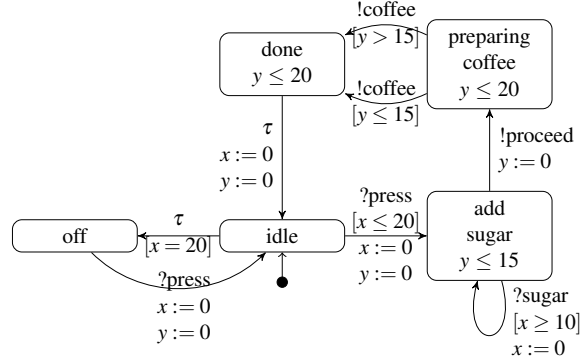 !coffee
[y > 15]
done
y ≤ 20
preparing
coffee
y ≤ 20
!coffee
[y ≤ 15]
τ
x := 0
y := 0
!proceed
y := 0
?press
[x ≤ 20]
x := 0
y := 0
add
sugar
y ≤ 15
off
τ
[x = 20]
idle
?press
x := 0
y := 0
?sugar
[x ≥ 10]
x := 0